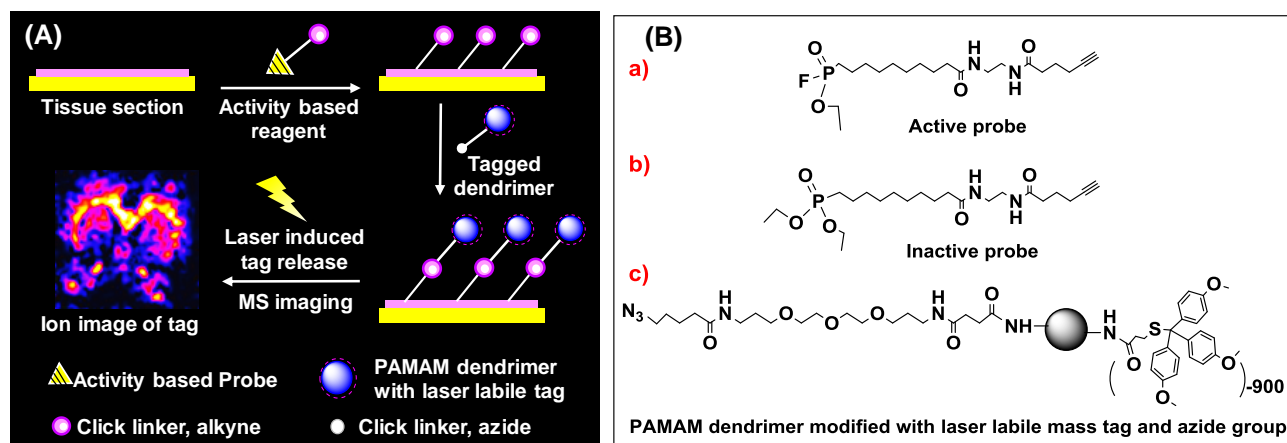 (A)
Tissue section
Activity based
reagent
Tagged
dendrimer
Laser induced
tag release
MS imaging
Ion image of tag
Activity based Probe
PAMAM dendrimer
with laser labile tag
Click linker, alkyne
Click linker, azide
(B)
a)
O
F
P
O
O
H
N
N
H
O
Active probe
b)
O
P
O
O
O
H
N
N
H
O
Inactive probe
c)
N3
O
H
N
O
O
O
H
N
O
O
NH
H
N
O
S
O
O
O
( )-900
PAMAM dendrimer modified with laser labile mass tag and azide group